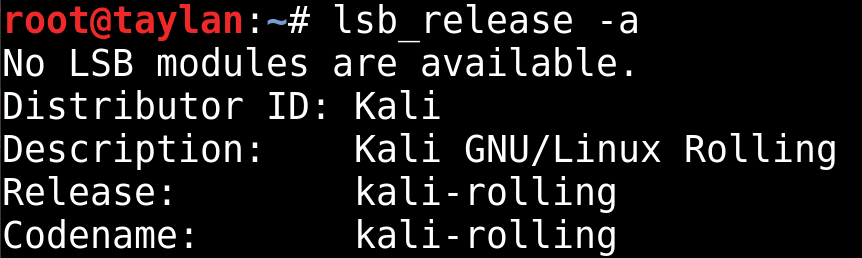 root@taylan:~# lsb_release -a
No LSB modules are available.
Distributor ID: Kali
Description:    Kali GNU/Linux Rolling
Release:        kali-rolling
Codename:       kali-rolling